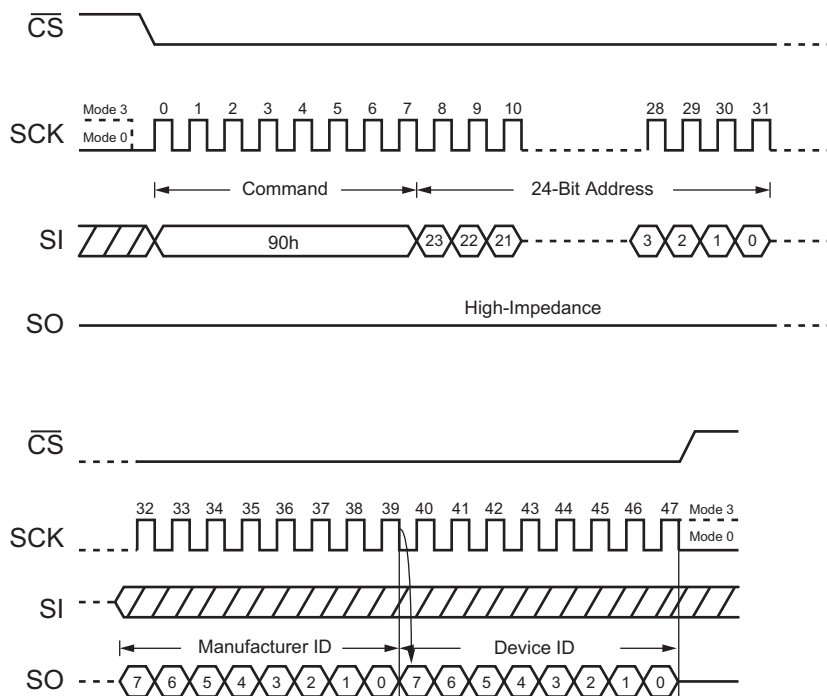 CS
Mode 3 0 1 2 3 4 5 6 7 8 9 10 28 29 30 31
SCK Mode 0
Command 24-Bit Address
SI 90h 23 22 21 3 2 1 0
High-Impedance
SO
CS
32 33 34 35 36 37 38 39 40 41 42 43 44 45 46 47 Mode 3
SCK Mode 0
SI
Manufacturer ID Device ID
SO 7 6 5 4 3 2 1 0 7 6 5 4 3 2 1 0